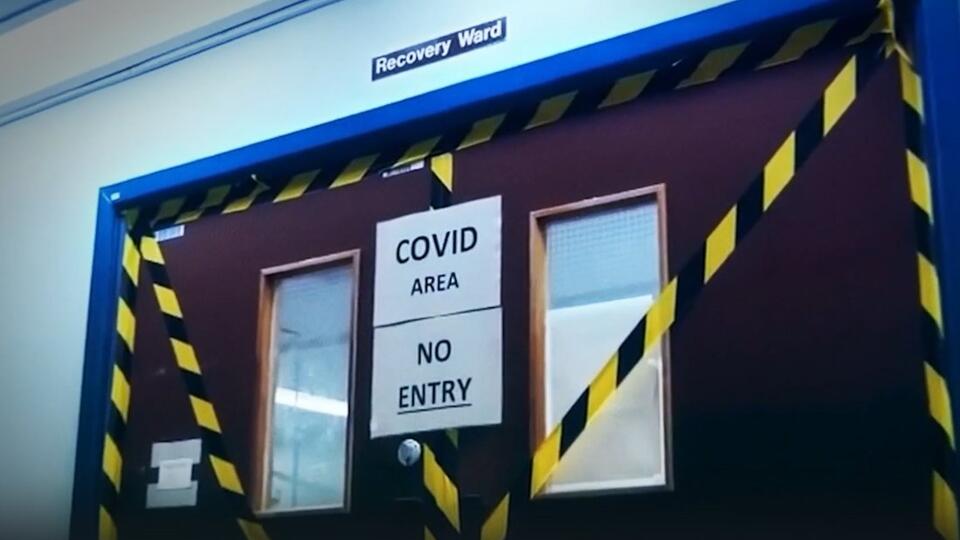 Recovery Ward
COVID
AREA
NO
ENTRY